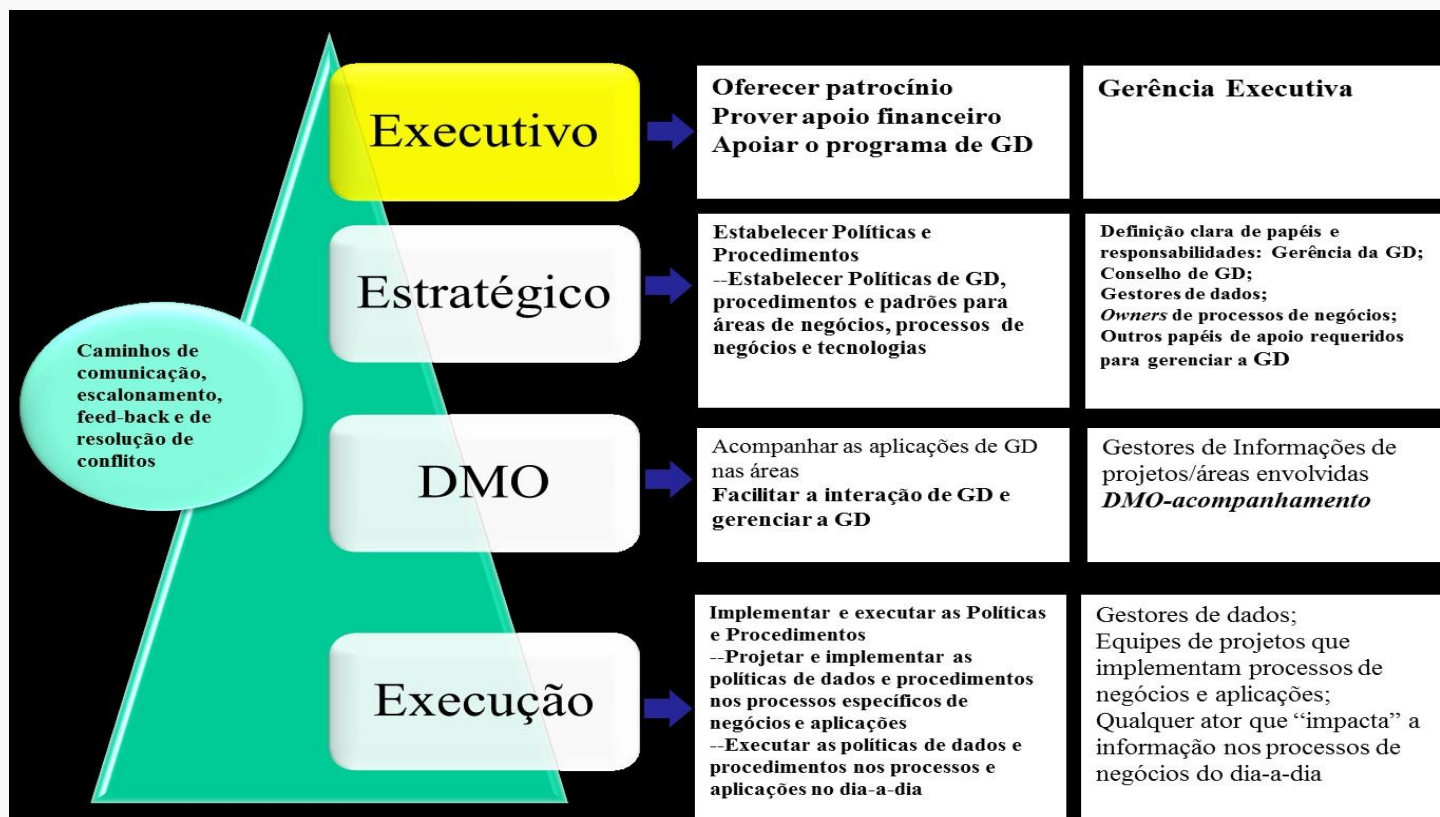 Executivo
Oferecer patrocínio
Prover apoio financeiro
Apoiar o programa de GD
Gerência Executiva
Estratégico
Estabelecer Políticas e
Procedimentos
--Estabelecer Políticas de GD,
procedimentos e padrões para
áreas de negócios, processos de
negócios e tecnologias
Definição clara de papéis e
responsabilidades: Gerência da GD;
Conselho de GD;
Gestores de dados;
Owners de processos de negócios;
Outros papéis de apoio requeridos
para gerenciar a GD
Caminhos de
comunicação,
escalonamento,
feed-back e de
resolução de
conflitos
DMO
Acompanhar as aplicações de GD
nas áreas
Facilitar a interação de GD e
gerenciar a GD
Gestores de Informações de
projetos/áreas envolvidas
DMO-acompanhamento
Execução
Implementar e executar as Políticas
e Procedimentos
--Projetar e implementar as
políticas de dados e procedimentos
nos processos específicos de
negócios e aplicações
--Executar as políticas de dados e
procedimentos nos processos e
aplicações no dia-a-dia
Gestores de dados;
Equipes de projetos que
implementam processos de
negócios e aplicações;
Qualquer ator que “impacta” a
informação nos processos de
negócios do dia-a-dia